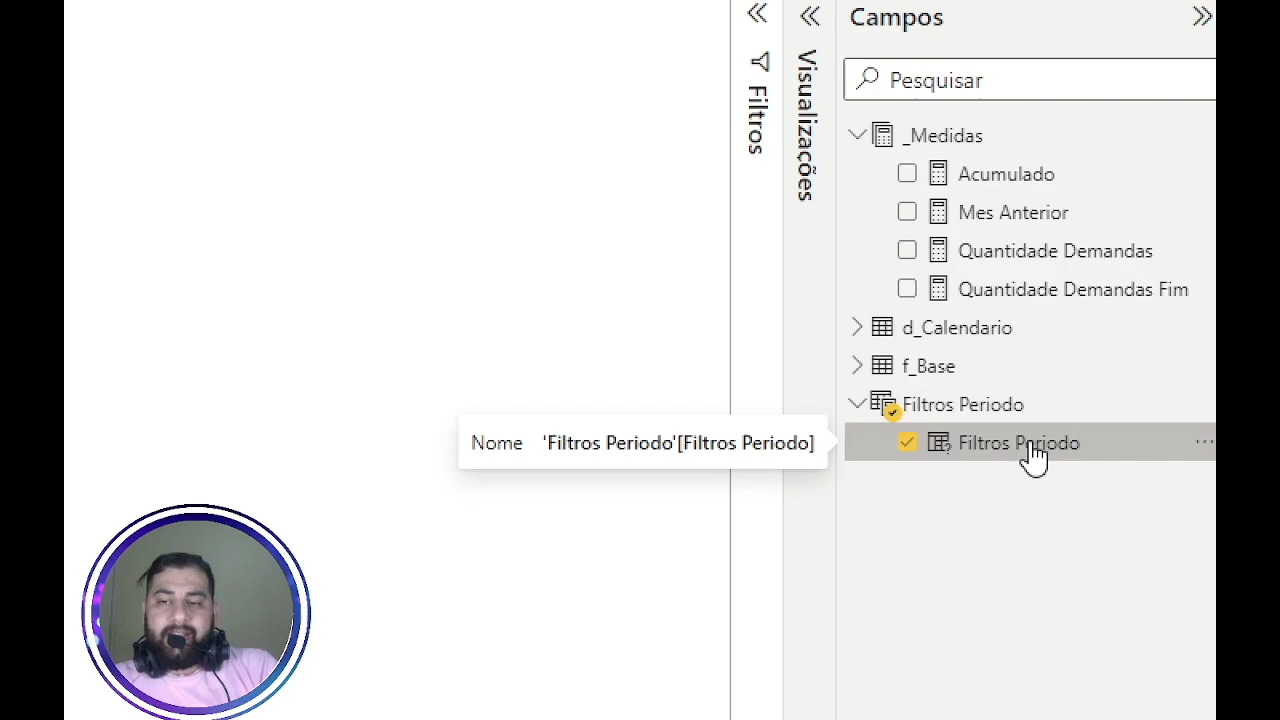 Campos
Pesquisar
Filtros
Visualizações
_Medidas
Acumulado
Mes Anterior
Quantidade Demandas
Quantidade Demandas Fim
d_Calendario
f_Base
Filtros Periodo
Nome 'Filtros Periodo'[Filtros Periodo]
Filtros Periodo